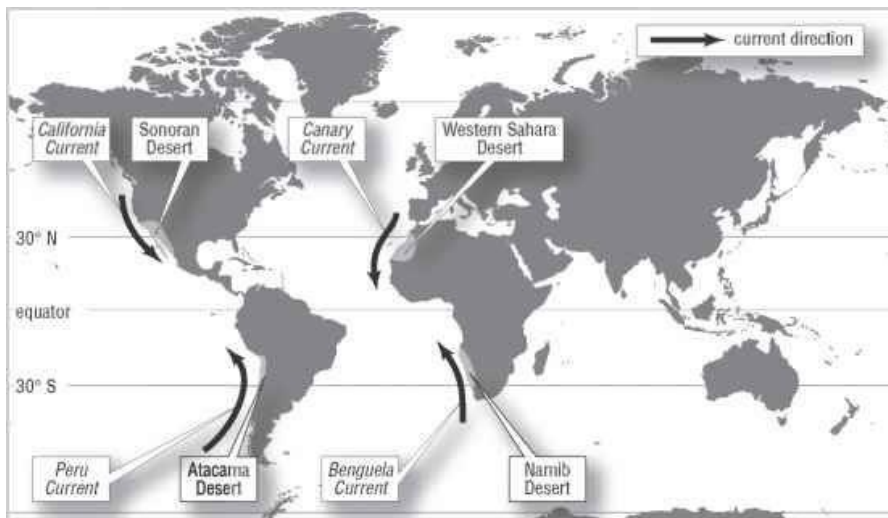 current direction
California
Current
Sonoran
Desert
Canary
Current
Western Sahara
Desert
30° N
equator
30° S
Peru
Current
Atacama
Desert
Benguela
Current
Namib
Desert